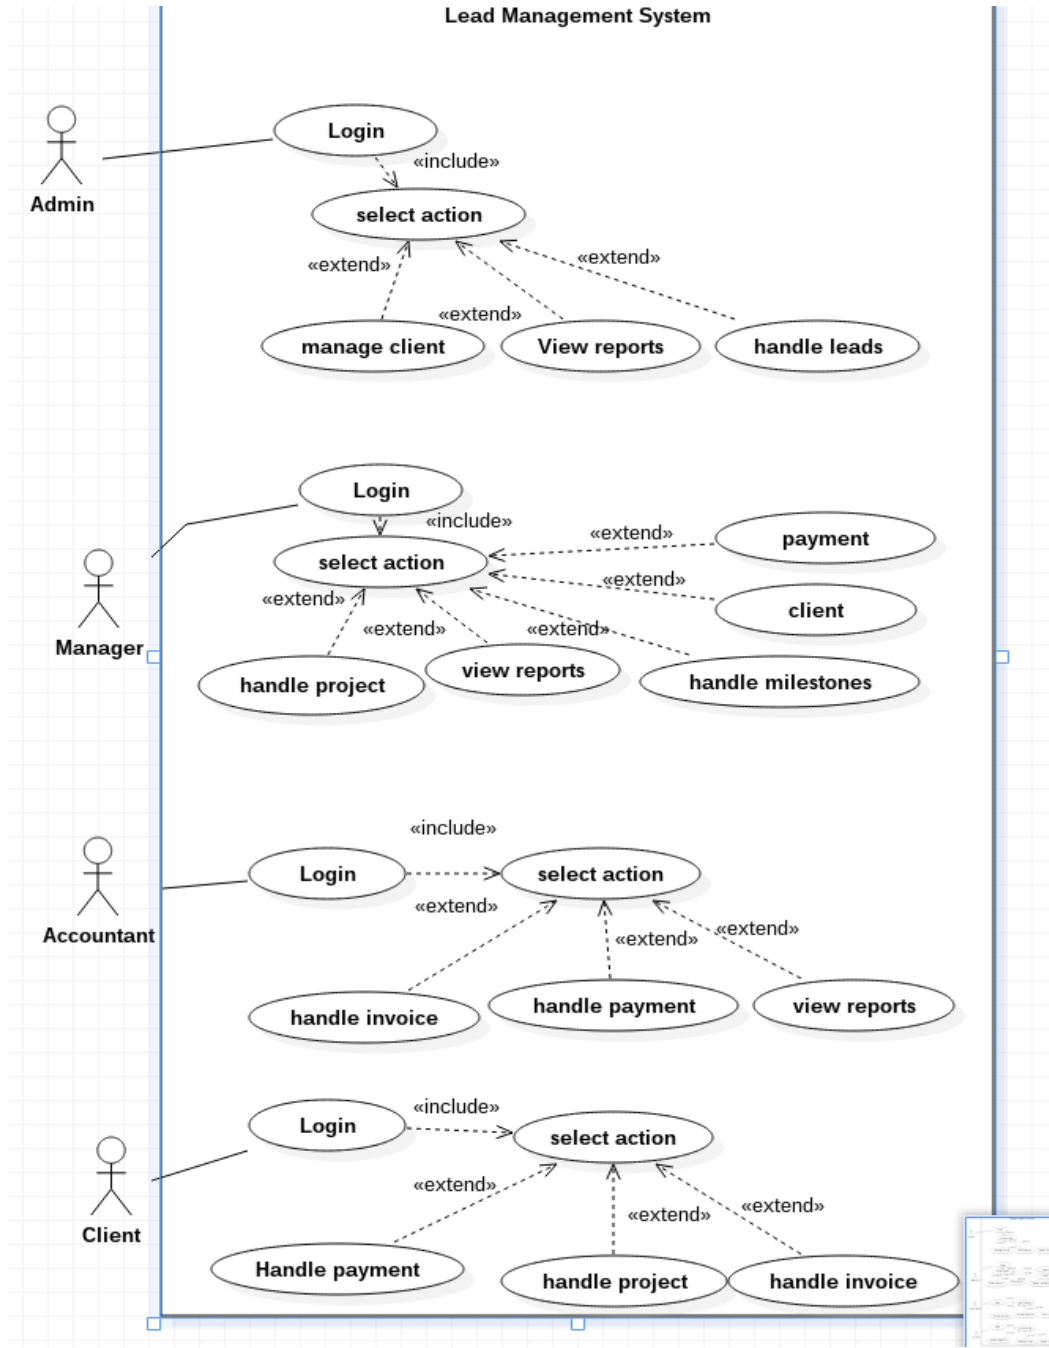 Lead Management System
Login
«include»
Admin
select action
«extend»
«extend»
«extend»
manage client
View reports
handle leads
Login
«include»
«extend»
payment
select action
«extend»
«extend»
client
«extend»
«extend»
Manager
handle project
view reports
handle milestones
«include»
Login
select action
«extend»
«extend»
«extend»
Accountant
handle invoice
handle payment
view reports
«include»
Login
select action
«extend»
«extend»
«extend»
Client
Handle payment
handle project
handle invoice